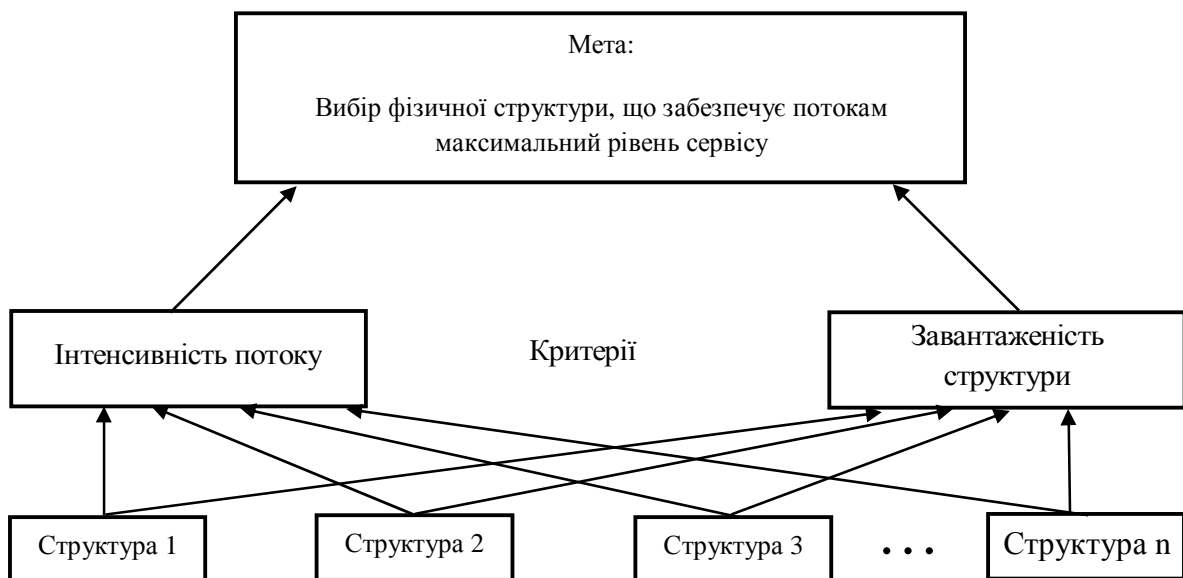 Мета:
Вибір фізичної структури, що забезпечує потокам
максимальний рівень сервісу
Інтенсивність потоку
Критерії
Завантаженість
структури
Структура 1
Структура 2
Структура 3
. . .
Структура n